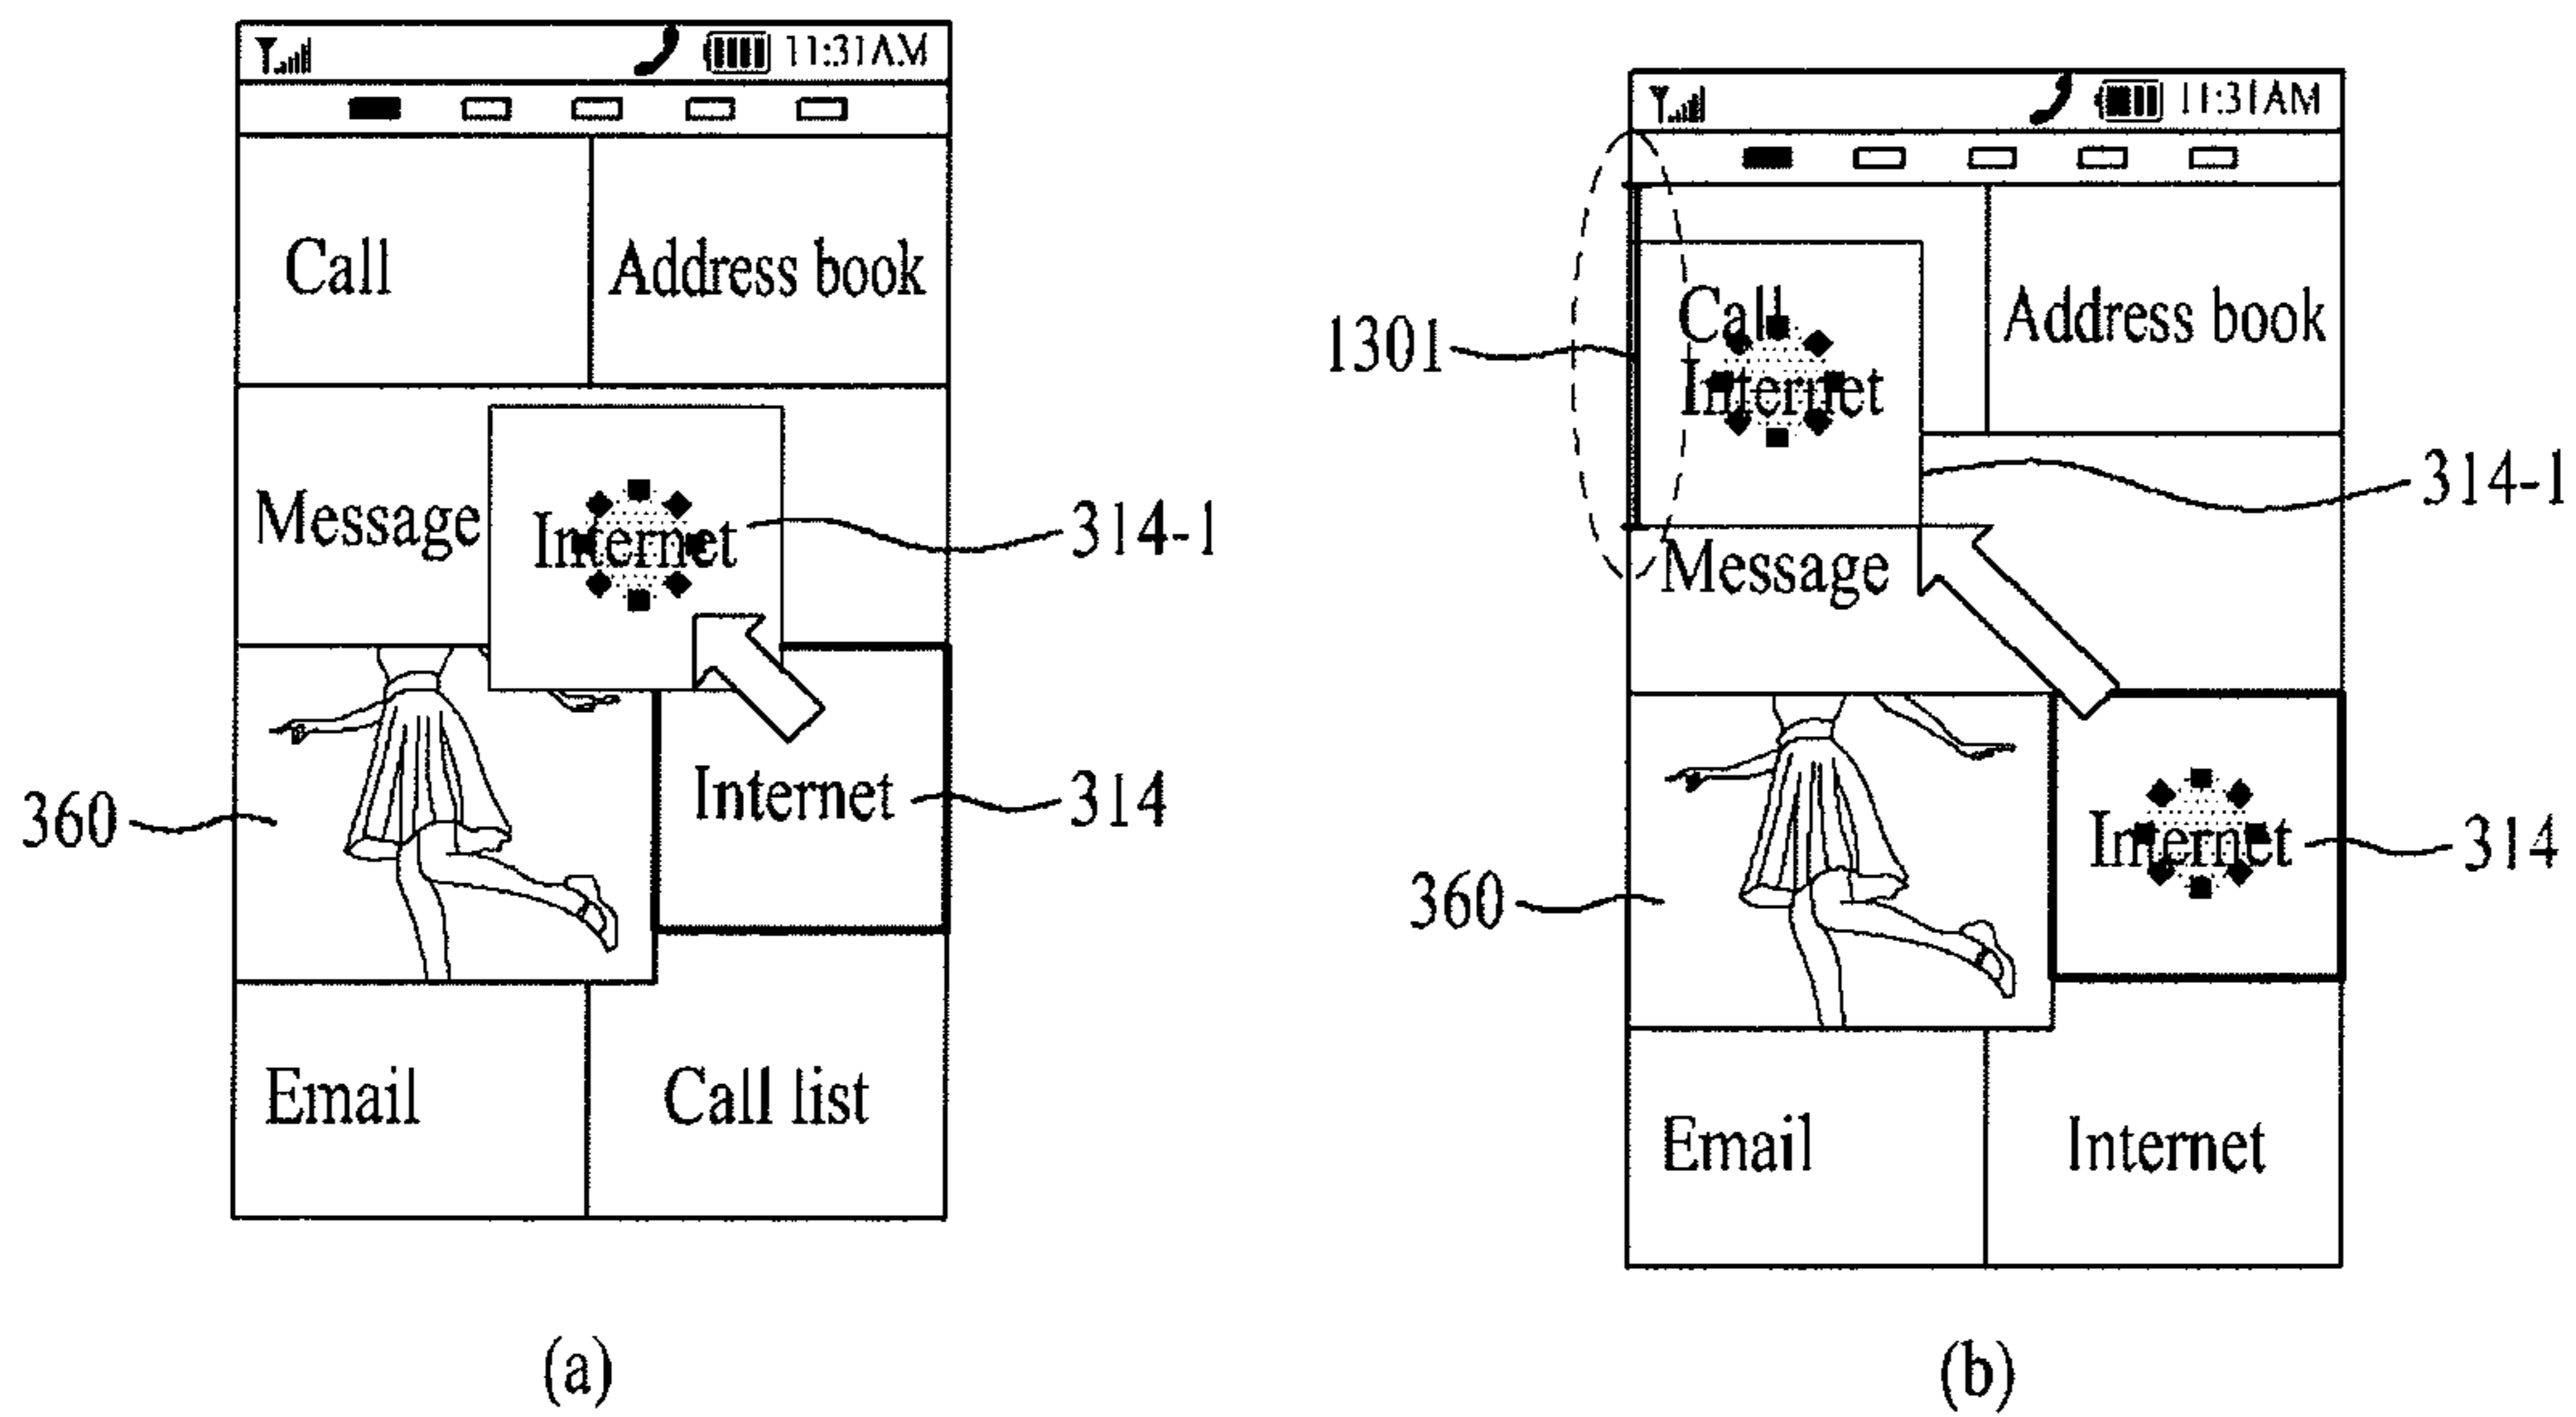 11:31AM
Call
Address book
Message
Internet
314-1
Internet
314
360
Email
Call list
(a)
11:31AM
1301
Call
Internet
Address book
314-1
Message
Internet
314
360
Email
Internet
(b)